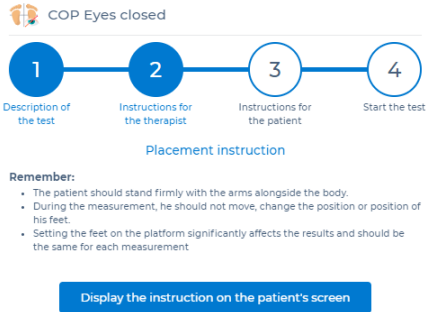 COP Eyes closed
1
2
3
4
Description of
the test
Instructions for
the therapist
Instructions for
the patient
Start the test
Placement instruction
Remember:
• The patient should stand firmly with the arms alongside the body.
• During the measurement, he should not move, change the position or position of
his feet.
• Setting the feet on the platform significantly affects the results and should be
the same for each measurement
Display the instruction on the patient's screen